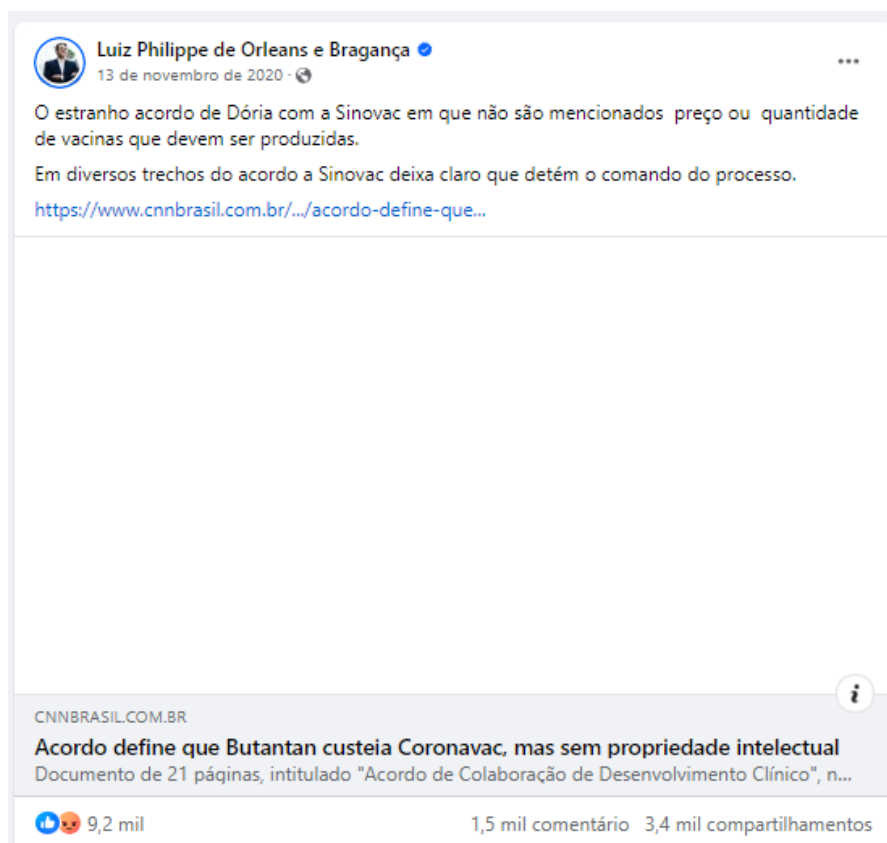 Luiz Philippe de Orleans e Bragança
13 de novembro de 2020 ·
O estranho acordo de Dória com a Sinovac em que não são mencionados preço ou quantidade
de vacinas que devem ser produzidas.
Em diversos trechos do acordo a Sinovac deixa claro que detém o comando do processo.
https://www.cnnbrasil.com.br/.../acordo-define-que...
CNNBRASIL.COM.BR
Acordo define que Butantan custeia Coronavac, mas sem propriedade intelectual
Documento de 21 páginas, intitulado "Acordo de Colaboração de Desenvolvimento Clínico", n...
9,2 mil
1,5 mil comentário 3,4 mil compartilhamentos